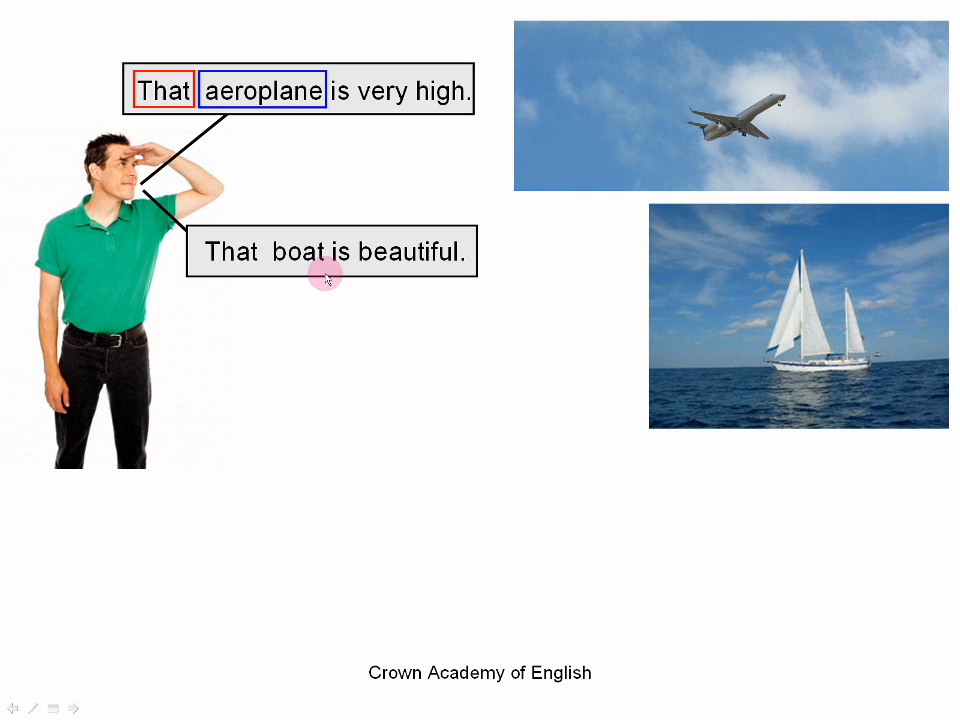 That aeroplane is very high.
That boat is beautiful.
Crown Academy of English